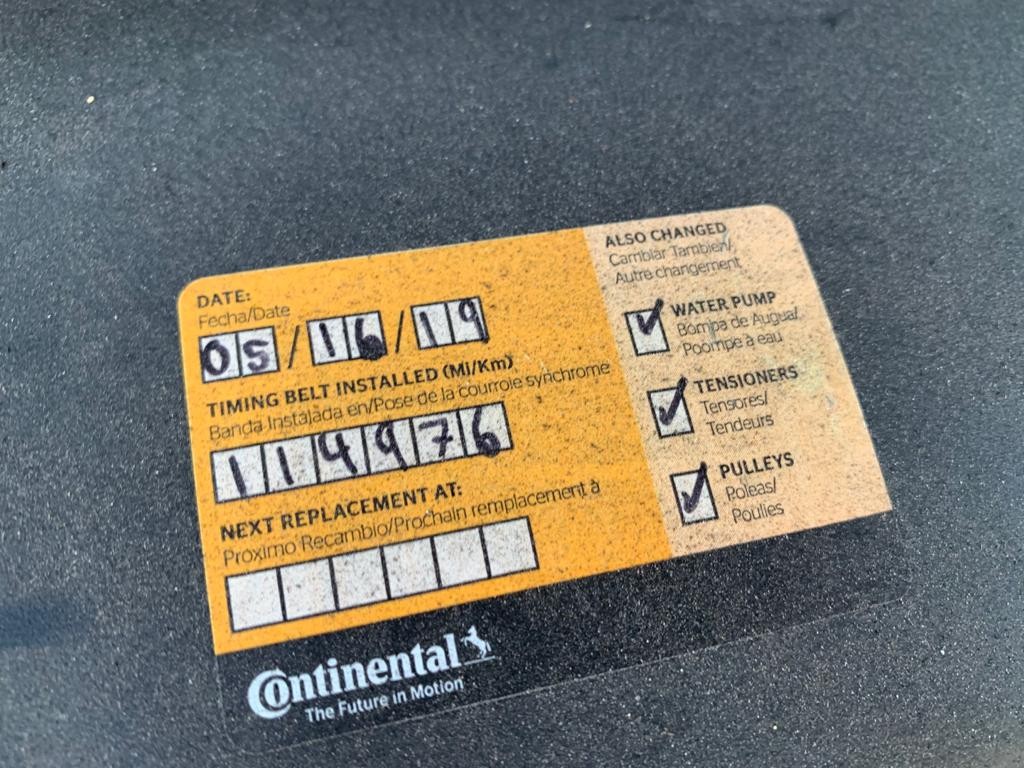 DATE:
Fecha/Date
05/16/19
TIMING BELT INSTALLED (MI/Km)
Banda Instalada en/Pose de la courroie synchrome
114976
NEXT REPLACEMENT AT:
Proximo Recambio/Prochain remplacement à
Continental
The Future in Motion
ALSO CHANGED
Cambiar Tambien/
Autre changement
WATER PUMP
Bompa de Augua/
Poompe à eau
TENSIONERS
Tensores/
Tendeurs
PULLEYS
Poleas/
Poulies